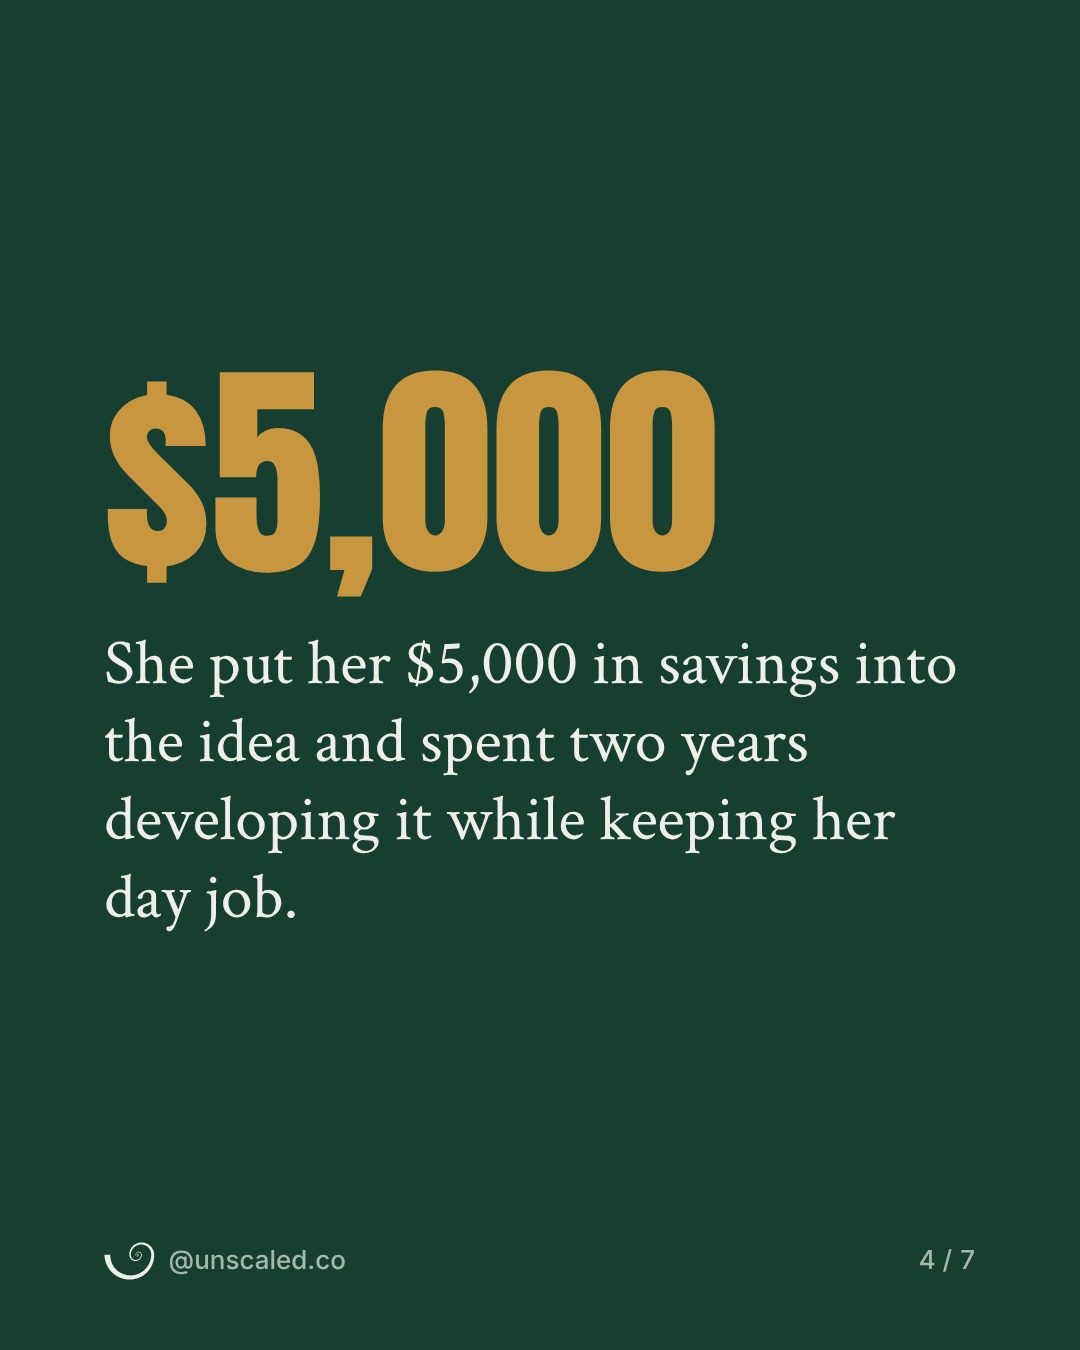 $5,000
She put her $5,000 in savings into
the idea and spent two years
developing it while keeping her
day job.
@unscaled.co
4 / 7